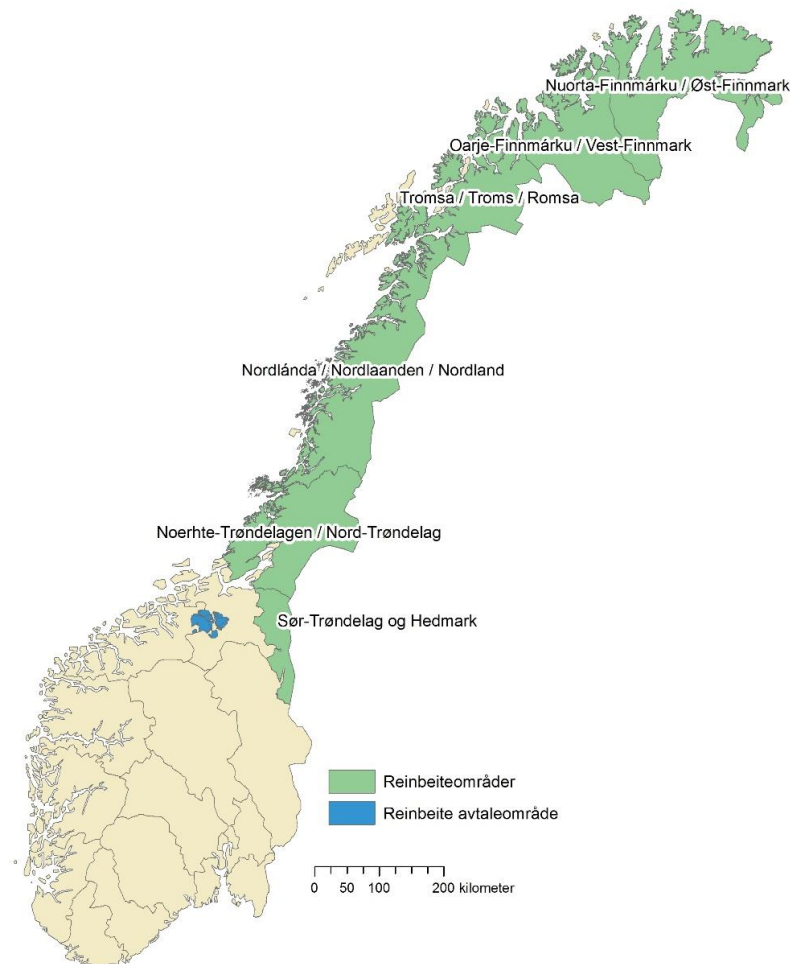 Nuorta-Finnmárku / Øst-Finnmark
Oarje-Finnmárku / Vest-Finnmark
Tromsa / Troms / Romsa
Nordlánda / Nordlaanden / Nordland
Noerhte-Trøndelagen / Nord-Trøndelag
Sør-Trøndelag og Hedmark
Reinbeiteområder
Reinbeite avtaleområde
0 50 100 200 kilometer